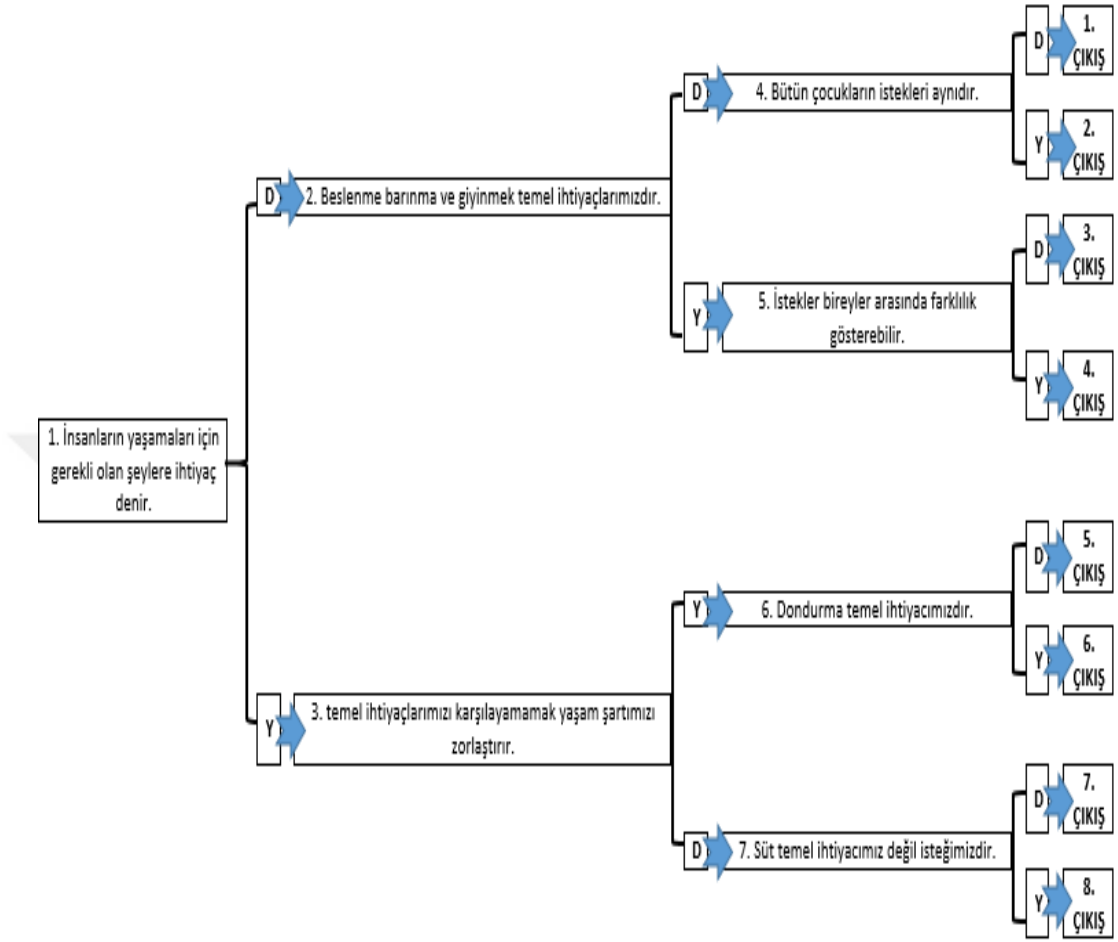 1. İnsanların yaşamaları için
gerekli olan şeylere ihtiyaç
denir.
D
2. Beslenme barınma ve giyinmek temel ihtiyaçlarımızdır.
D
4. Bütün çocukların istekleri aynıdır.
D
1.
ÇIKIŞ
Y
2.
ÇIKIŞ
Y
5. İstekler bireyler arasında farklılık
gösterebilir.
D
3.
ÇIKIŞ
Y
4.
ÇIKIŞ
Y
3. temel ihtiyaçlarımızı karşılayamamak yaşam şartımızı
zorlaştırır.
Y
6. Dondurma temel ihtiyacımızdır.
D
5.
ÇIKIŞ
Y
6.
ÇIKIŞ
D
7. Süt temel ihtiyacımız değil isteğimizdir.
D
7.
ÇIKIŞ
Y
8.
ÇIKIŞ